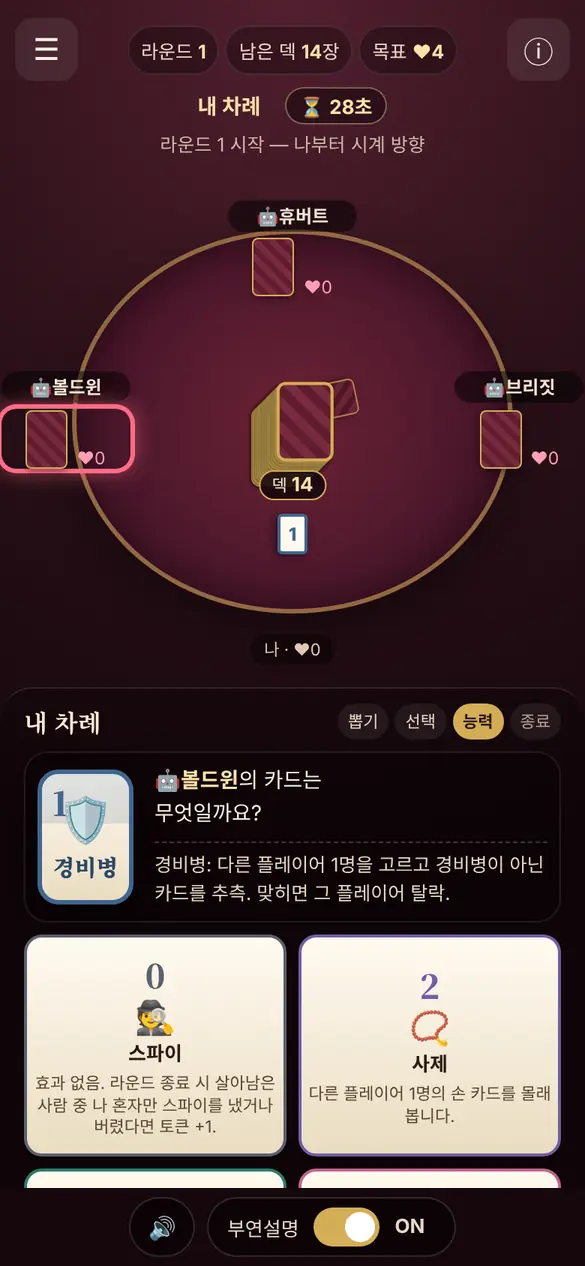 라운드 1 남은 덱 14장 목표 ♥4
내 차례 ⏳ 28초
라운드 1 시작 — 나부터 시계 방향
🤖휴버트
♥0
🤖볼드윈
♥0
🤖브리짓
♥0
덱 14
1
나 · ♥0
내 차례
뽑기 선택 능력 종료
1
경비병
🤖볼드윈의 카드는
무엇일까요?
경비병: 다른 플레이어 1명을 고르고 경비병이 아닌
카드를 추측. 맞히면 그 플레이어 탈락.
0
스파이
효과 없음. 라운드 종료 시 살아남은
사람 중 나 혼자만 스파이를 냈거나
버렸다면 토큰 +1.
2
사제
다른 플레이어 1명의 손 카드를 몰래
봅니다.
부연설명 ON